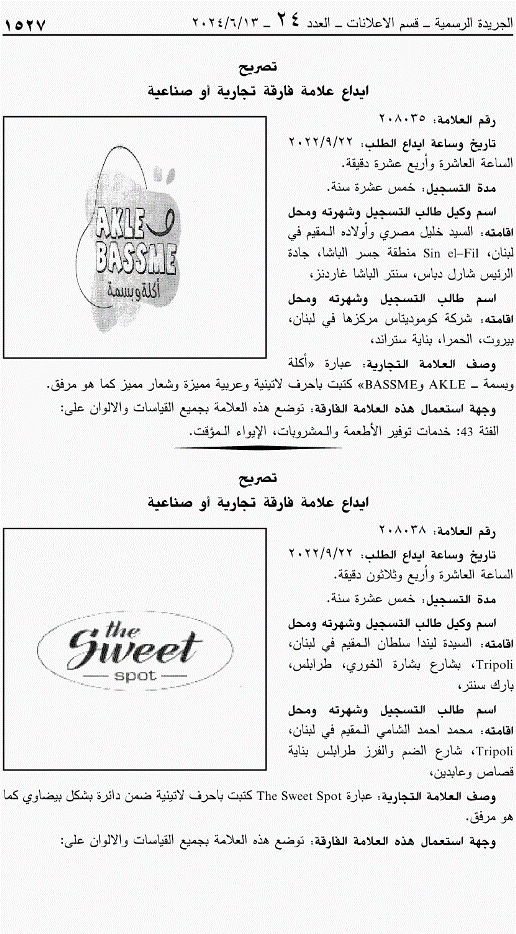 الجريدة الرسمية ــ قسم الاعلانات ــ العدد ٢٤ ــ ٢٠٢٤/٦/١٣
١٥٢٧
تصريح
ايداع علامة فارقة تجارية أو صناعية
رقم العلامة: ٢٠٨٠٣٥
تاريخ وساعة ايداع الطلب: ٢٠٢٢/٩/٢٢
الساعة العاشرة وأربع عشرة دقيقة.
مدة التسجيل: خمس عشرة سنة.
اسم وكيل طالب التسجيل وشهرته ومحل
اقامته: السيد خليل مصري وأولاده المقيم في
لبنان، Sin el–Fil منطقة جسر الباشا، جادة
الرئيس شارل دباس، سنتر الباشا غاردنز،
اسم طالب التسجيل وشهرته ومحل
اقامته: شركة كوموديتاس مركزها في لبنان،
بيروت، الحمرا، بناية ستراند،
AKLE
BASSME
أكلة وبسمة
وصف العلامة التجارية: عبارة «أكلة
وبسمة ــ AKLE وBASSME» كتبت باحرف لاتينية وعربية مميزة وشعار مميز كما هو مرفق.
وجهة استعمال هذه العلامة الفارقة: توضع هذه العلامة بجميع القياسات والالوان على:
الفئة 43: خدمات توفير الأطعمة والمشروبات، الإيواء المؤقت.
تصريح
ايداع علامة فارقة تجارية أو صناعية
رقم العلامة: ٢٠٨٠٣٨
تاريخ وساعة ايداع الطلب: ٢٠٢٢/٩/٢٢
الساعة العاشرة وأربع وثلاثون دقيقة.
مدة التسجيل: خمس عشرة سنة.
اسم وكيل طالب التسجيل وشهرته ومحل
اقامته: السيدة ليندا سلطان المقيم في لبنان،
Tripoli، بشارع بشارة الخوري، طرابلس،
بارك سنتر،
اسم طالب التسجيل وشهرته ومحل
اقامته: محمد احمد الشامي المقيم في لبنان،
Tripoli، شارع الضم والفرز طرابلس بناية
قصاص وعابدين،
the
Sweet
spot
وصف العلامة التجارية: عبارة The Sweet Spot كتبت باحرف لاتينية ضمن دائرة بشكل بيضاوي كما
هو مرفق.
وجهة استعمال هذه العلامة الفارقة: توضع هذه العلامة بجميع القياسات والالوان على: